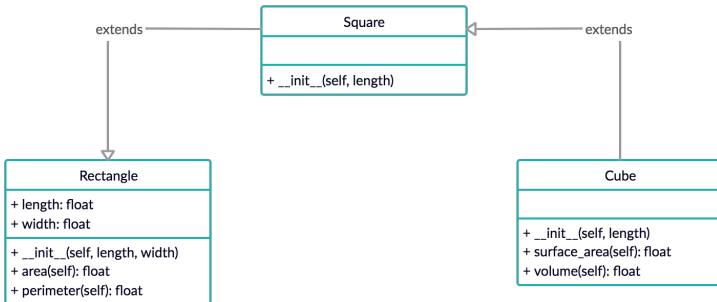 Square
extends
extends
+ __init__(self, length)
Rectangle
+ length: float
+ width: float
+ __init__(self, length, width)
+ area(self): float
+ perimeter(self): float
Cube
+ __init__(self, length)
+ surface_area(self): float
+ volume(self): float